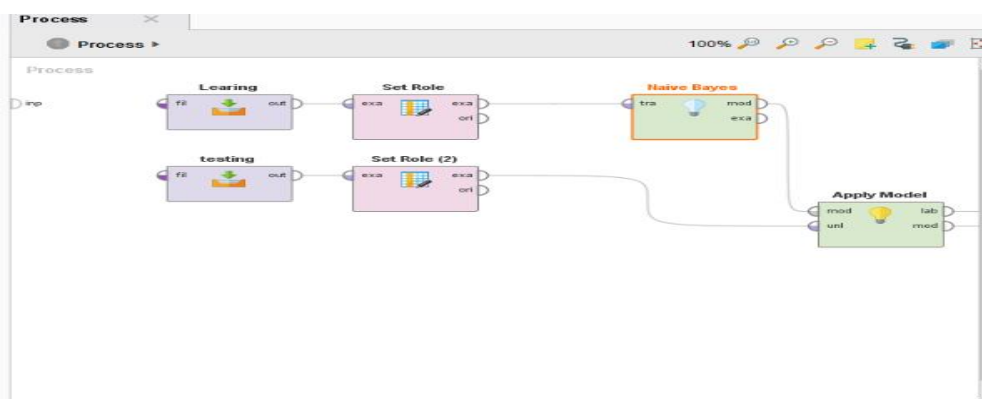 Process
Process
100%
Process
inp
Learing
fil out
Set Role
exa exa
ori
Naive Bayes
tra mod
exa
testing
fil out
Set Role (2)
exa exa
ori
Apply Model
mod lab
unl mod